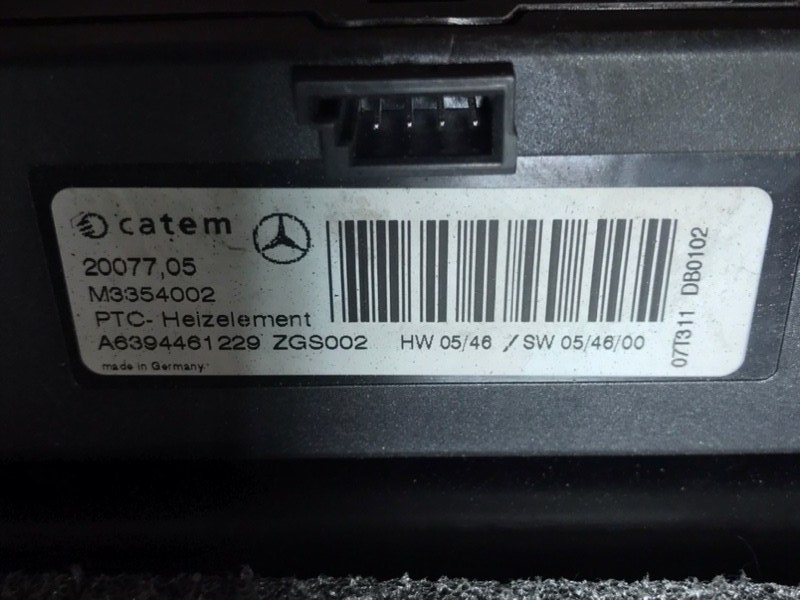 catem
20077,05
M3354002
PTC- Heizelement
A6394461229 ZGS002
HW 05/46 / SW 05/46/00
made in Germany
07T311 DB0102